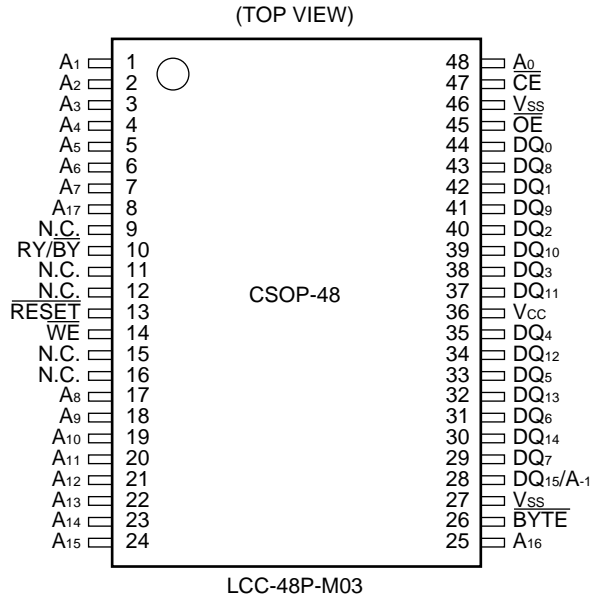 (TOP VIEW)
A1 1 48 A0
A2 2 47 CE
A3 3 46 VSS
A4 4 45 OE
A5 5 44 DQ0
A6 6 43 DQ8
A7 7 42 DQ1
A17 8 41 DQ9
N.C. 9 40 DQ2
RY/BY 10 39 DQ10
N.C. 11 38 DQ3
N.C. 12 37 DQ11
RESET 13 CSOP-48 36 VCC
WE 14 35 DQ4
N.C. 15 34 DQ12
N.C. 16 33 DQ5
A8 17 32 DQ13
A9 18 31 DQ6
A10 19 30 DQ14
A11 20 29 DQ7
A12 21 28 DQ15/A-1
A13 22 27 VSS
A14 23 26 BYTE
A15 24 25 A16
LCC-48P-M03